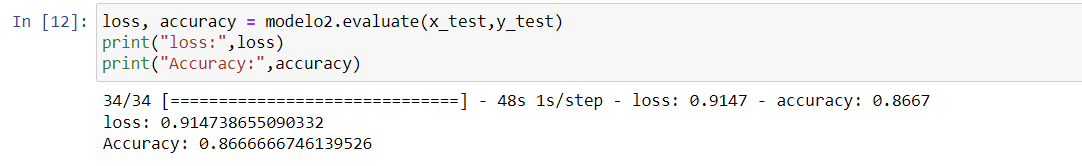 In [12]: loss, accuracy = modelo2.evaluate(x_test,y_test)
print("loss:",loss)
print("Accuracy:",accuracy)
34/34 [==============================] - 48s 1s/step - loss: 0.9147 - accuracy: 0.8667
loss: 0.914738655090332
Accuracy: 0.8666666746139526